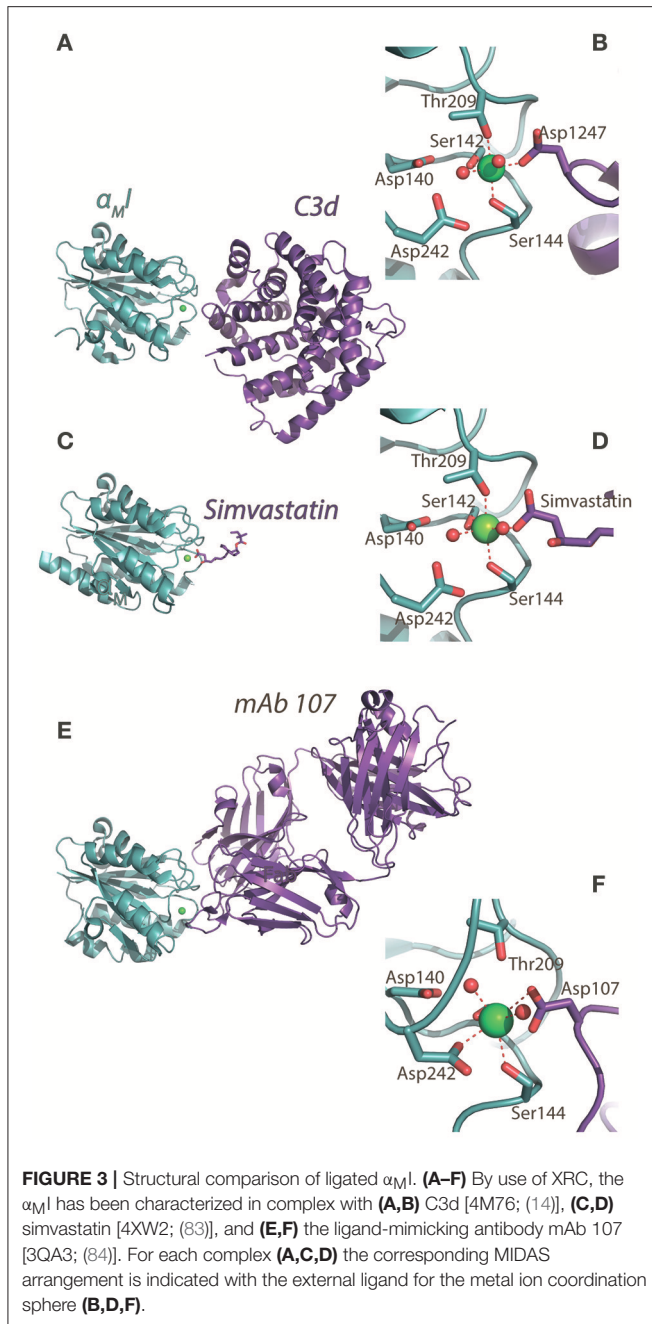 A
B
Thr209
Ser142
Asp1247
Asp140
Asp242
Ser144
αMI
C3d
C
D
Thr209
Ser142
Simvastatin
Asp140
Asp242
Ser144
Simvastatin
M
mAb 107
E
F
Thr209
Asp140
Asp107
Asp242
Ser144
FIGURE 3 | Structural comparison of ligated αMI. (A–F) By use of XRC, the
αMI has been characterized in complex with (A,B) C3d [4M76; (14)], (C,D)
simvastatin [4XW2; (83)], and (E,F) the ligand-mimicking antibody mAb 107
[3QA3; (84)]. For each complex (A,C,D) the corresponding MIDAS
arrangement is indicated with the external ligand for the metal ion coordination
sphere (B,D,F).